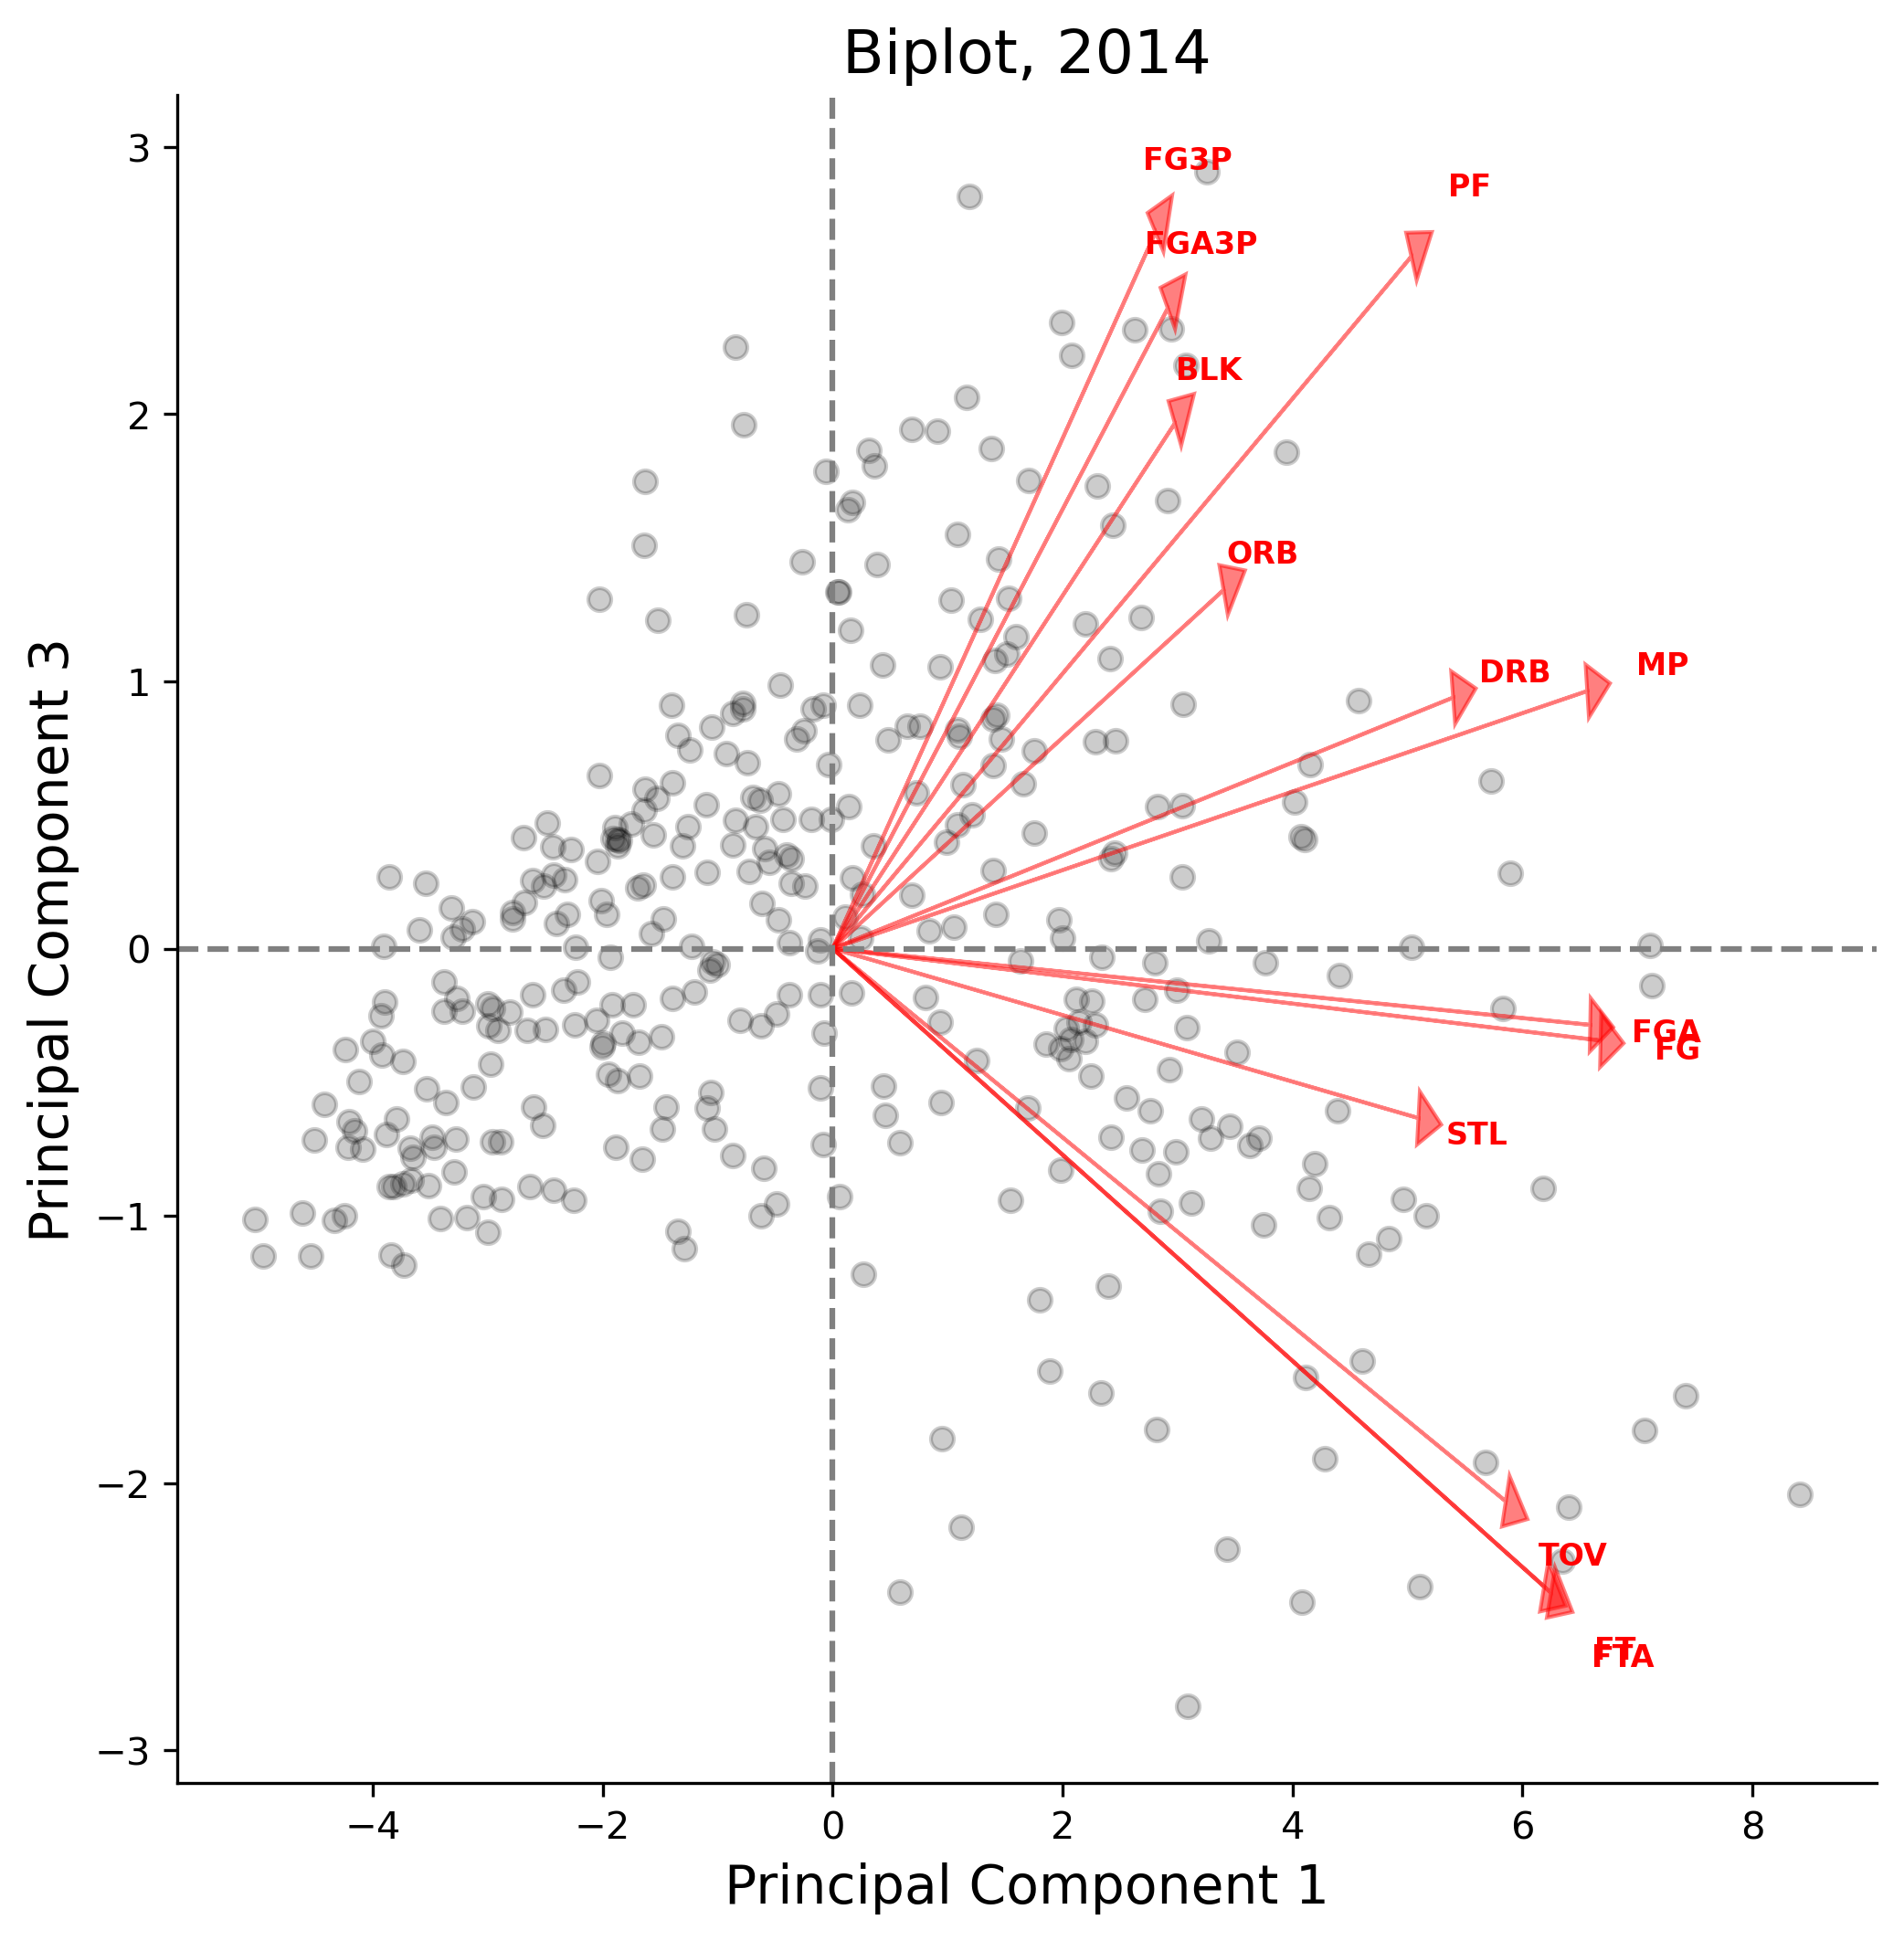 Biplot, 2014
Principal Component 3
3
2
1
0
−1
−2
−3
FG3P
PF
FGA3P
BLK
ORB
DRB
MP
FGA
FG
STL
TOV
FT
FTA
−4
−2
0
2
4
6
8
Principal Component 1